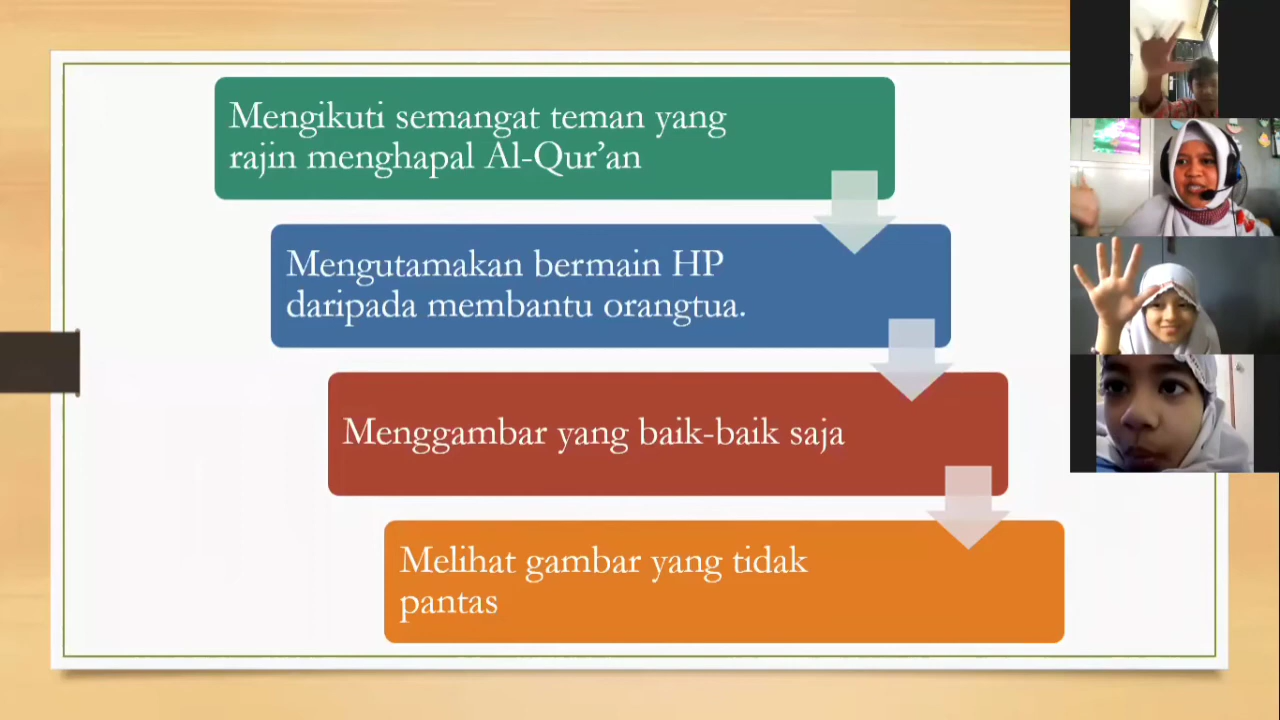 Mengikuti semangat teman yang
rajin menghapal Al-Qur’an
Mengutamakan bermain HP
daripada membantu orangtua.
Menggambar yang baik-baik saja
Melihat gambar yang tidak
pantas